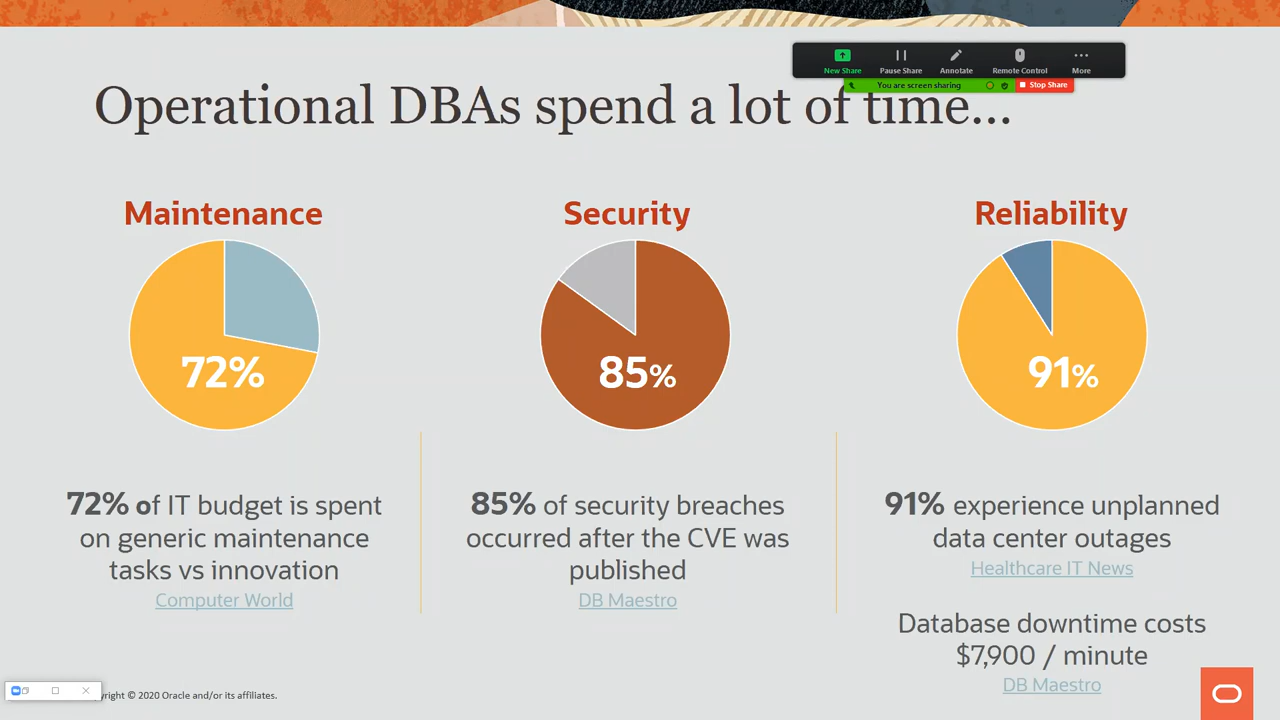 New Share
Pause Share
Annotate
Remote Control
More
You are screen sharing
Stop Share
Operational DBAs spend a lot of time...
Maintenance
72%
72% of IT budget is spent
on generic maintenance
tasks vs innovation
Computer World
Security
85%
85% of security breaches
occurred after the CVE was
published
DB Maestro
Reliability
91%
91% experience unplanned
data center outages
Healthcare IT News
Database downtime costs
$7,900 / minute
DB Maestro
yright © 2020 Oracle and/or its affiliates.